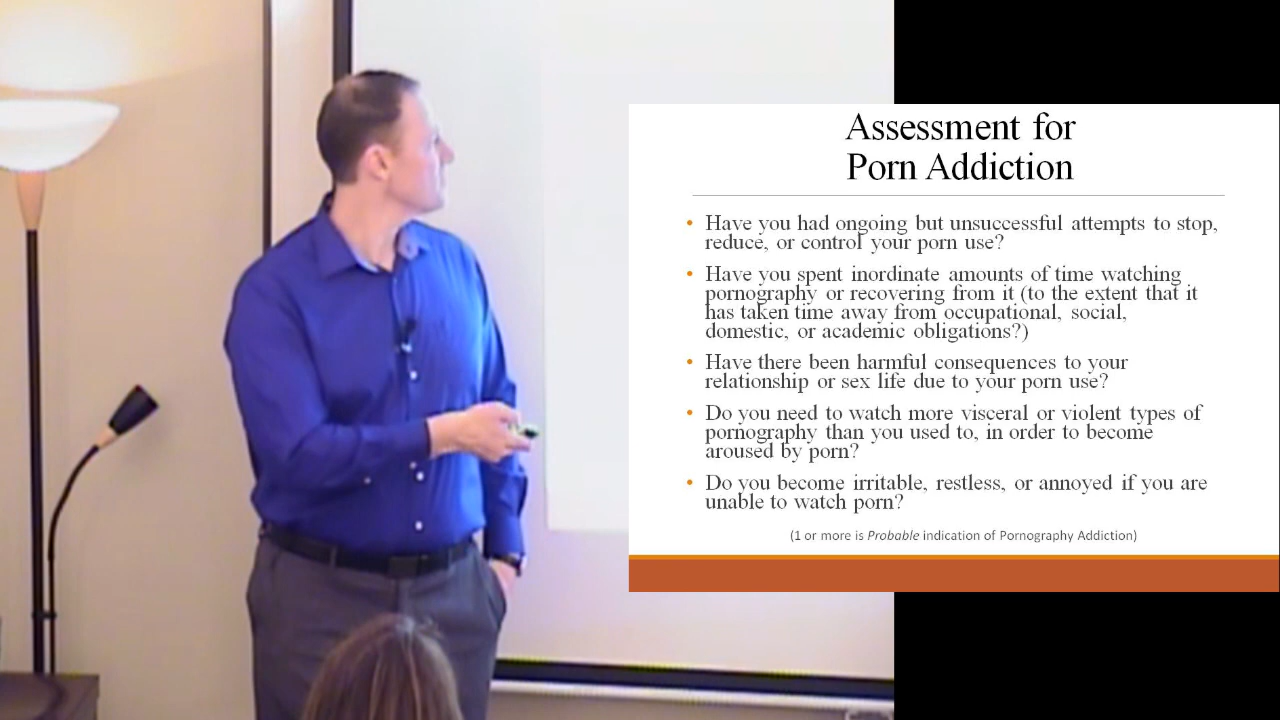 Assessment for
Porn Addiction
• Have you had ongoing but unsuccessful attempts to stop,
reduce, or control your porn use?
• Have you spent inordinate amounts of time watching
pornography or recovering from it (to the extent that it
has taken time away from occupational, social,
domestic, or academic obligations?)
• Have there been harmful consequences to your
relationship or sex life due to your porn use?
• Do you need to watch more visceral or violent types of
pornography than you used to, in order to become
aroused by porn?
• Do you become irritable, restless, or annoyed if you are
unable to watch porn?
(1 or more is Probable indication of Pornography Addiction)